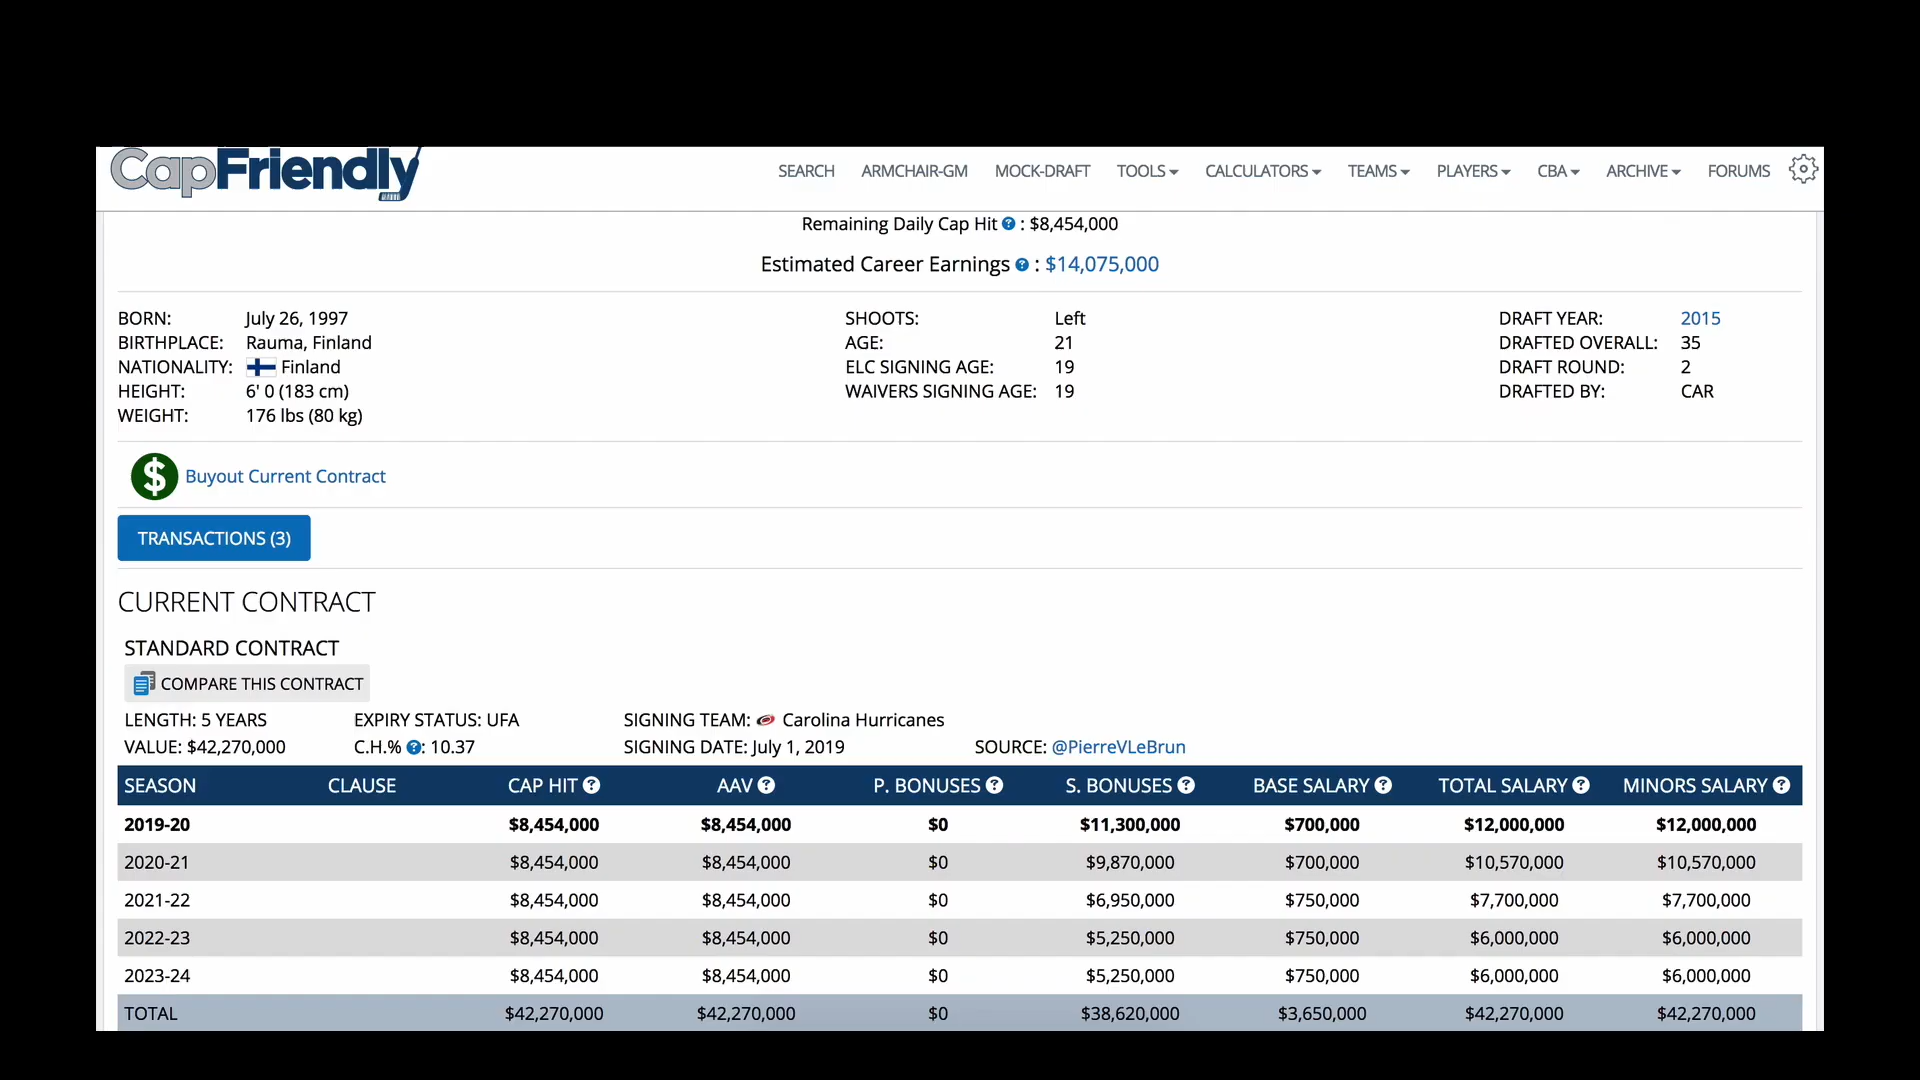 CapFriendly SEARCH ARMCHAIR-GM MOCK-DRAFT TOOLS CALCULATORS TEAMS PLAYERS CBA ARCHIVE FORUMS
Remaining Daily Cap Hit ? : $8,454,000
Estimated Career Earnings ? : $14,075,000
BORN: July 26, 1997 SHOOTS: Left DRAFT YEAR: 2015
BIRTHPLACE: Rauma, Finland AGE: 21 DRAFTED OVERALL: 35
NATIONALITY: Finland ELC SIGNING AGE: 19 DRAFT ROUND: 2
HEIGHT: 6' 0 (183 cm) WAIVERS SIGNING AGE: 19 DRAFTED BY: CAR
WEIGHT: 176 lbs (80 kg)
$ Buyout Current Contract
TRANSACTIONS (3)
CURRENT CONTRACT
STANDARD CONTRACT
COMPARE THIS CONTRACT
LENGTH: 5 YEARS EXPIRY STATUS: UFA SIGNING TEAM: Carolina Hurricanes
VALUE: $42,270,000 C.H.% ?: 10.37 SIGNING DATE: July 1, 2019 SOURCE: @PierreVLeBrun
SEASON CLAUSE CAP HIT ? AAV ? P. BONUSES ? S. BONUSES ? BASE SALARY ? TOTAL SALARY ? MINORS SALARY ?
2019-20 $8,454,000 $8,454,000 $0 $11,300,000 $700,000 $12,000,000 $12,000,000
2020-21 $8,454,000 $8,454,000 $0 $9,870,000 $700,000 $10,570,000 $10,570,000
2021-22 $8,454,000 $8,454,000 $0 $6,950,000 $750,000 $7,700,000 $7,700,000
2022-23 $8,454,000 $8,454,000 $0 $5,250,000 $750,000 $6,000,000 $6,000,000
2023-24 $8,454,000 $8,454,000 $0 $5,250,000 $750,000 $6,000,000 $6,000,000
TOTAL $42,270,000 $42,270,000 $0 $38,620,000 $3,650,000 $42,270,000 $42,270,000